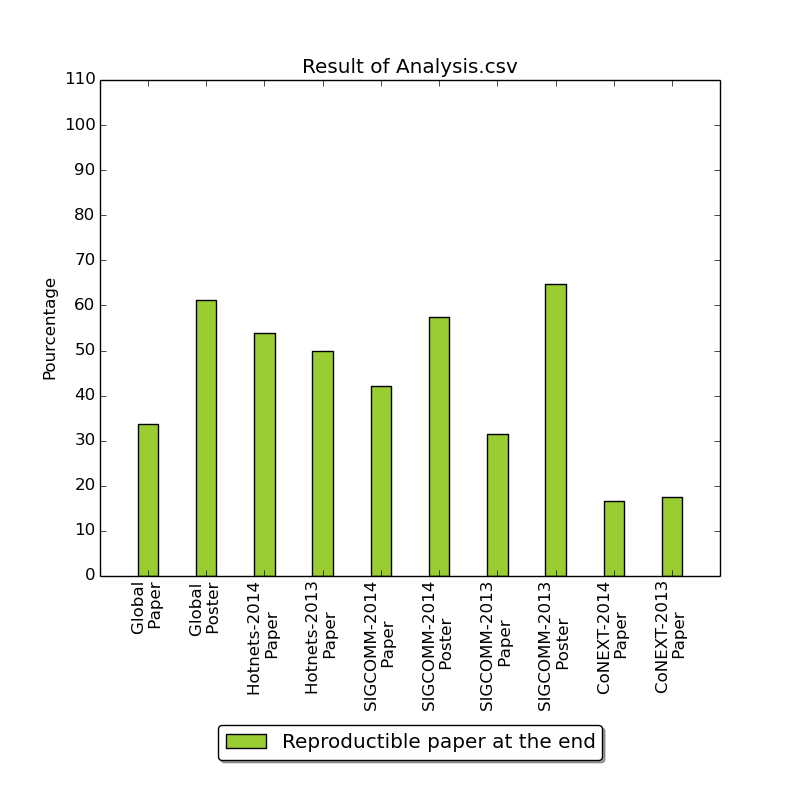 Result of Analysis.csv
110
100
90
80
70
60
50
40
30
20
10
0
Pourcentage
Global
Paper
Global
Poster
Hotnets-2014
Paper
Hotnets-2013
Paper
SIGCOMM-2014
Paper
SIGCOMM-2014
Poster
SIGCOMM-2013
Paper
SIGCOMM-2013
Poster
CoNEXT-2014
Paper
CoNEXT-2013
Paper
Reproductible paper at the end